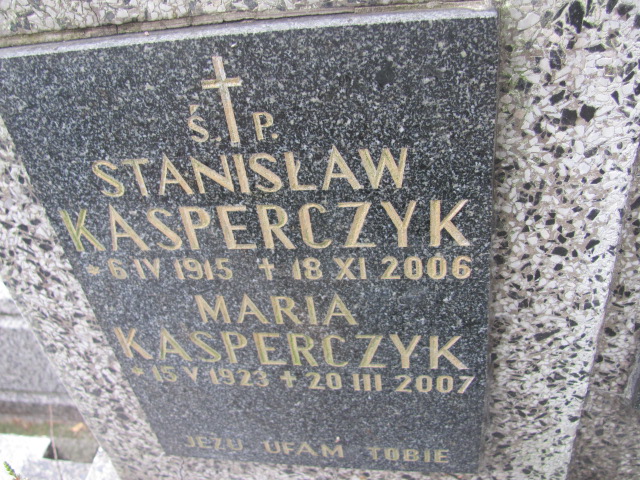 Ś. P.
STANISŁAW
KASPERCZYK
*6 IV 1915 + 18 XI 2006
MARIA
KASPERCZYK
*15 V 1923 + 20 III 2007
JEZU UFAM TOBIE